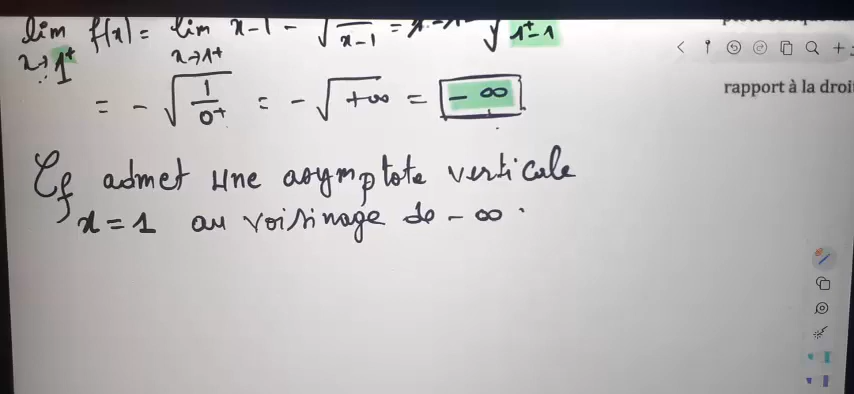 lim f(x) = lim x-1 - √(x/(x-1)) = √ 1⁺-1
x→1⁺ x→1⁺
= - √(1/0⁺) = - √+∞ = - ∞
rapport à la droi
Cf admet une asymptote verticale
x = 1 au voisinage de - ∞.